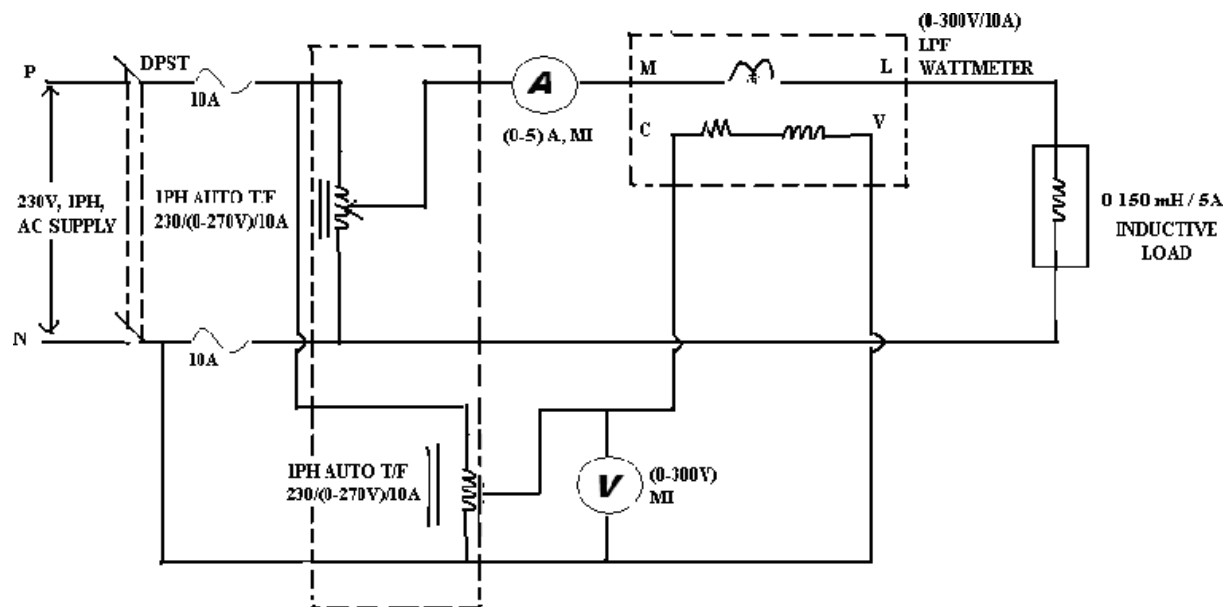 (0-300V/10A)
LPF
WATTMETER
P
DPST
10A
A
(0-5) A, MI
M
L
C
V
230V, 1PH,
AC SUPPLY
1PH AUTO T/F
230/(0-270V)/10A
0 150 mH / 5A
INDUCTIVE
LOAD
N
10A
1PH AUTO T/F
230/(0-270V)/10A
V
(0-300V)
MI